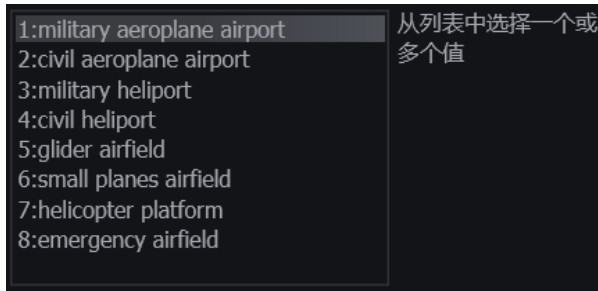 1:military aeroplane airport
2:civil aeroplane airport
3:military heliport
4:civil heliport
5:glider airfield
6:small planes airfield
7:helicopter platform
8:emergency airfield
从列表中选择一个或
多个值